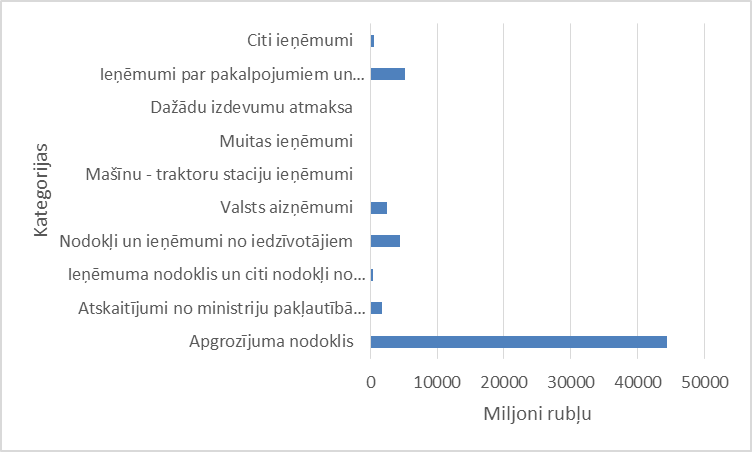 Citi ieņēmumi
Ieņēmumi par pakalpojumiem un…
Dažādu izdevumu atmaksa
Muitas ieņēmumi
Mašīnu - traktoru staciju ieņēmumi
Valsts aizņēmumi
Nodokļi un ieņēmumi no iedzīvotājiem
Ieņēmuma nodoklis un citi nodokļi no…
Atskaitījumi no ministriju pakļautībā…
Apgrozījuma nodoklis
Kategorijas
0 10000 20000 30000 40000 50000
Miljoni rubļu